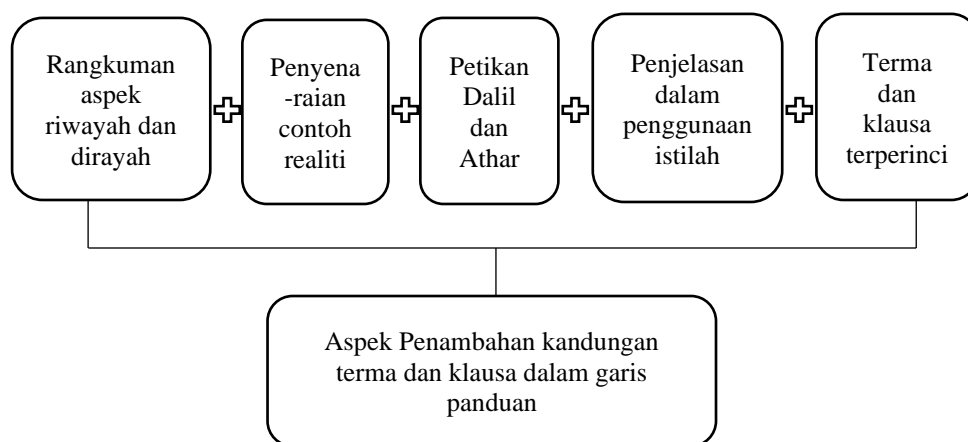 Rangkuman
aspek
riwayah dan
dirayah
Penyena
-raian
contoh
realiti
Petikan
Dalil
dan
Athar
Penjelasan
dalam
penggunaan
istilah
Terma
dan
klausa
terperinci
Aspek Penambahan kandungan
terma dan klausa dalam garis
panduan